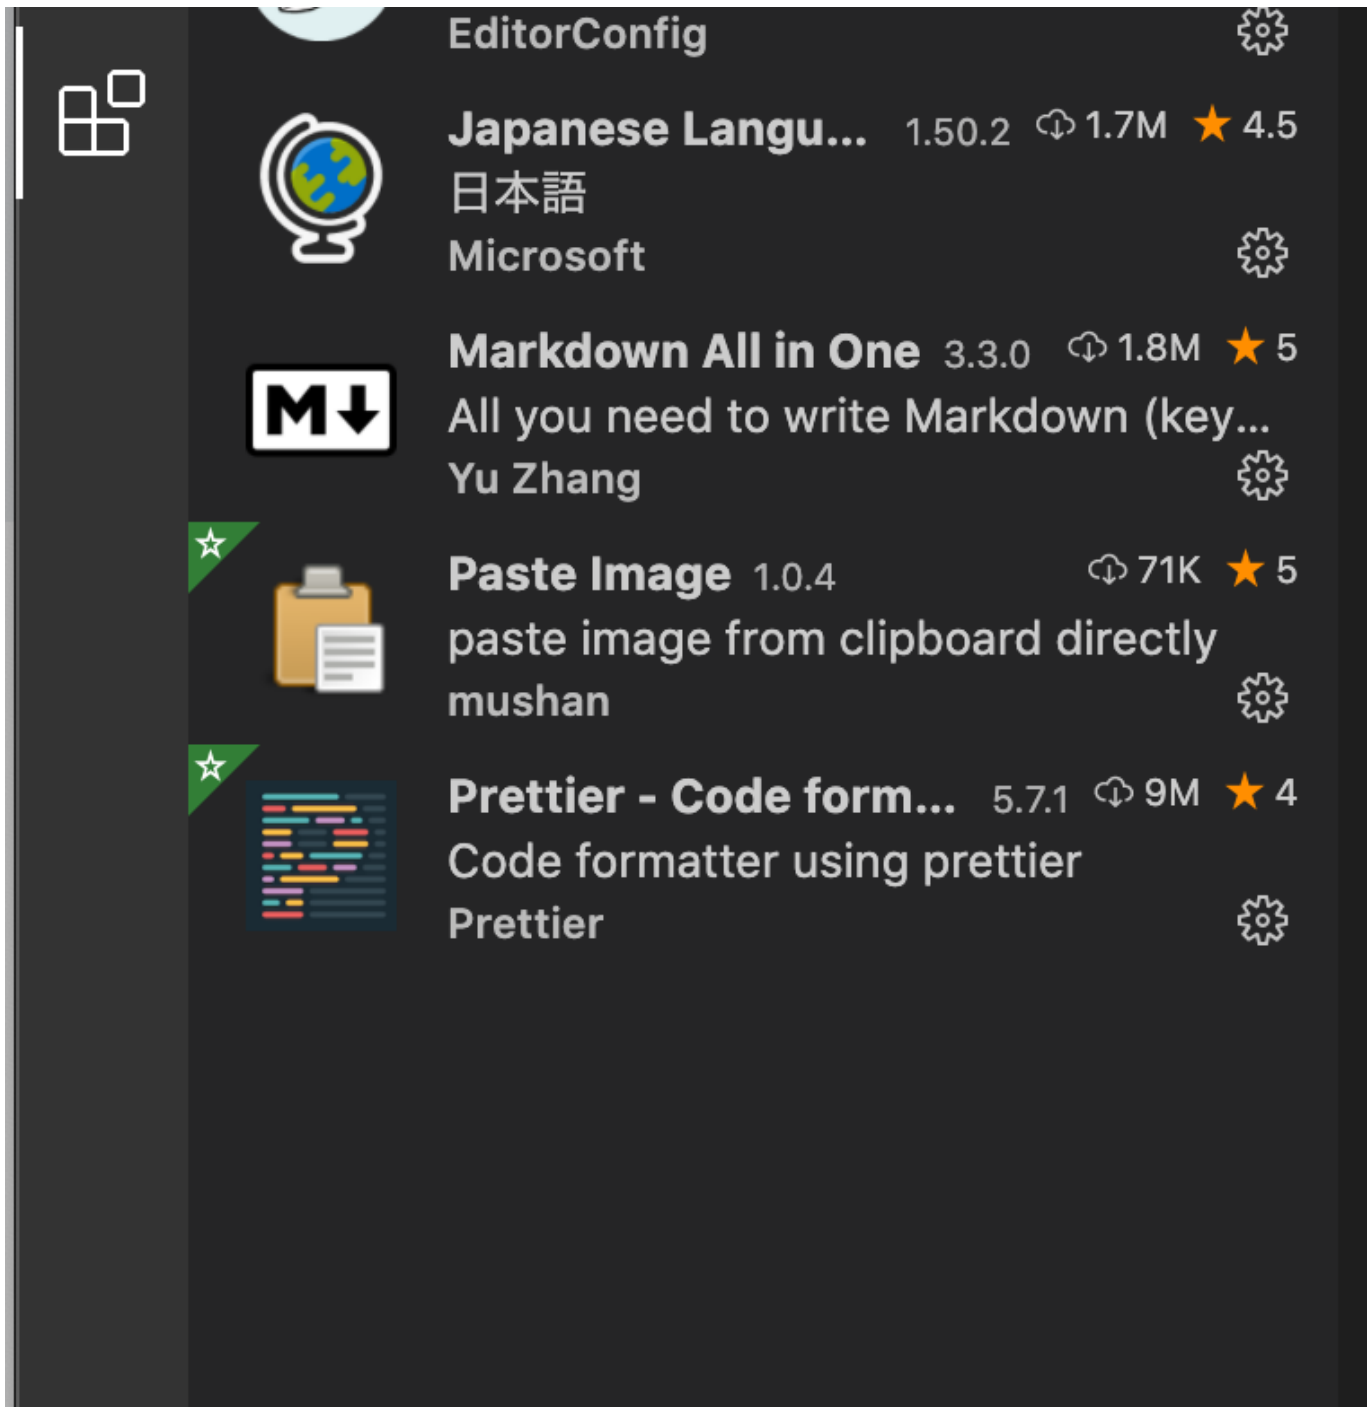 EditorConfig
Japanese Langu... 1.50.2 1.7M 4.5
日本語
Microsoft
Markdown All in One 3.3.0 1.8M 5
All you need to write Markdown (key...
Yu Zhang
Paste Image 1.0.4 71K 5
paste image from clipboard directly
mushan
Prettier - Code form... 5.7.1 9M 4
Code formatter using prettier
Prettier
M